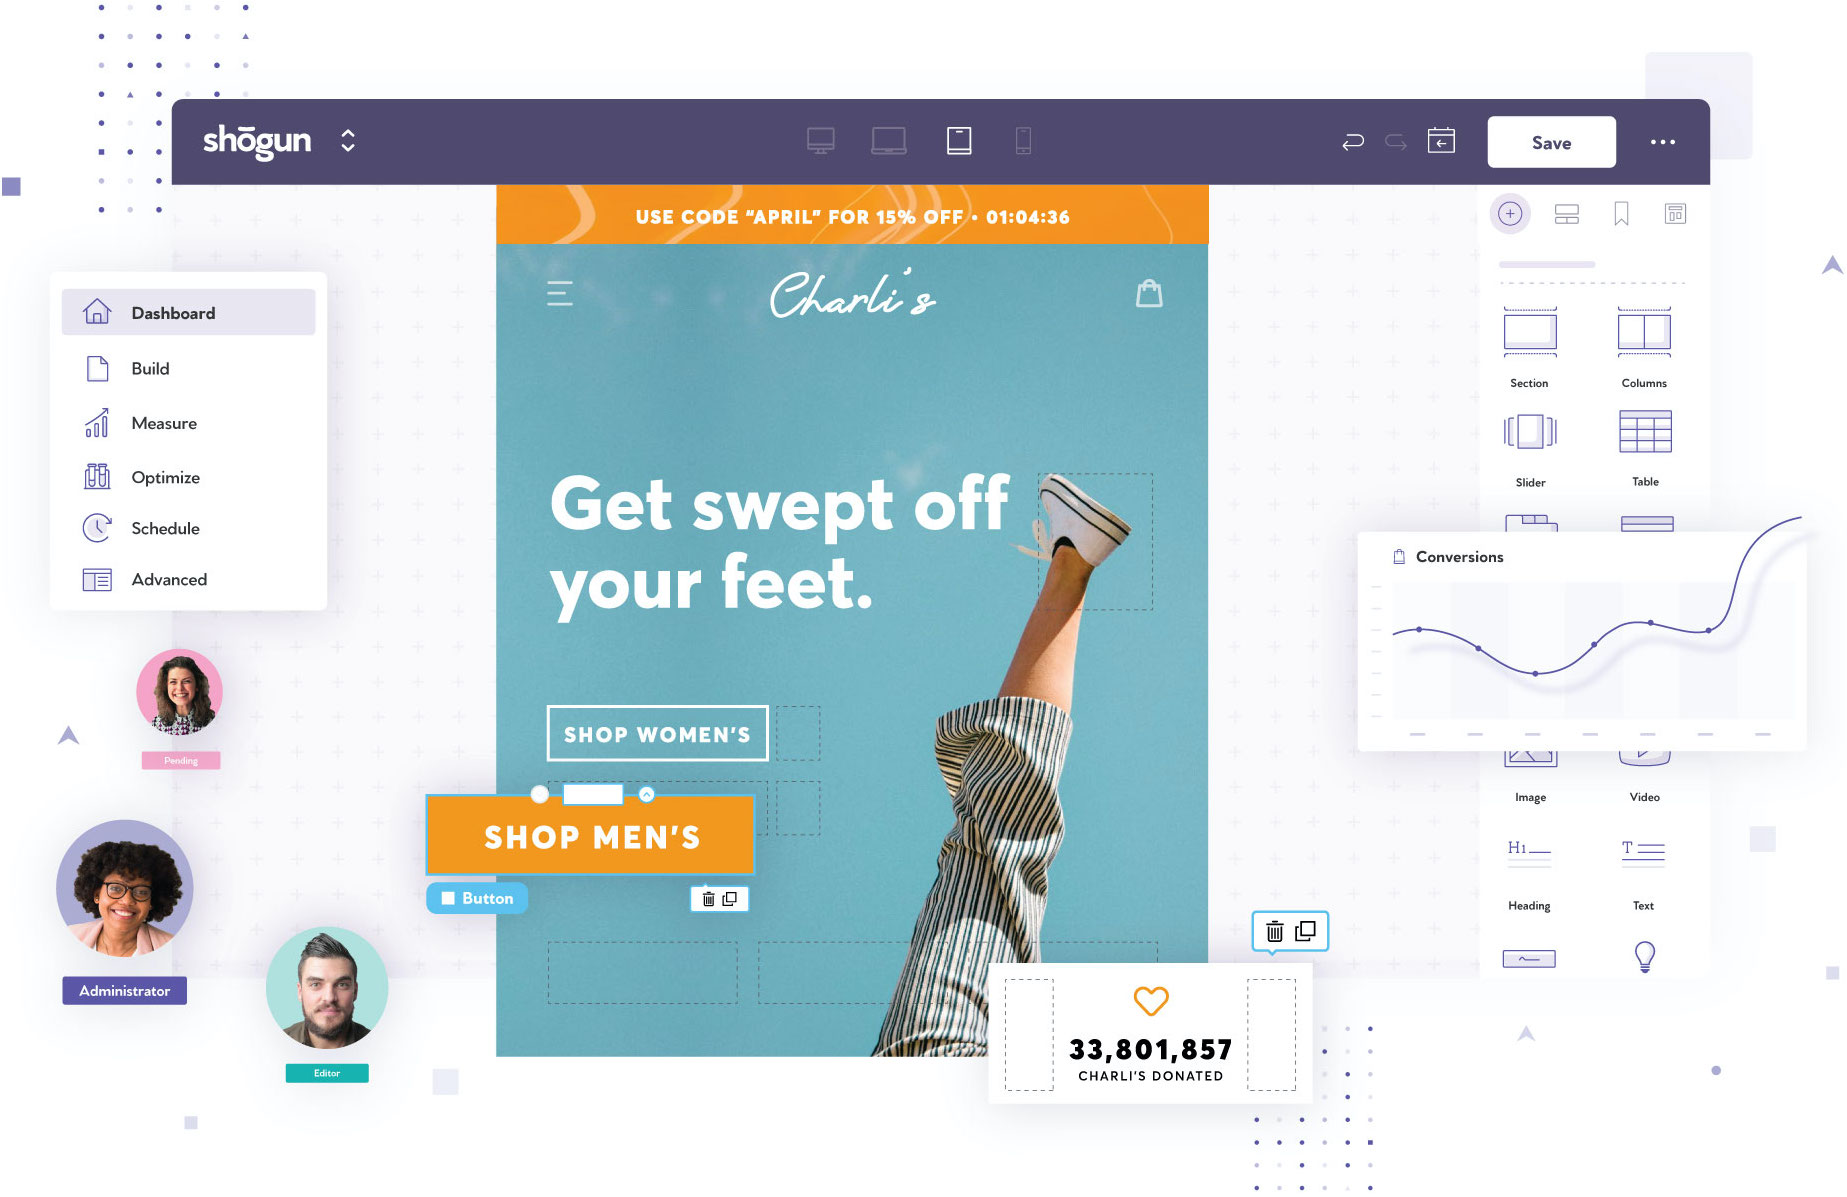 shōgun
Save
USE CODE “APRIL” FOR 15% OFF • 01:04:36
Charli's
Dashboard
Build
Measure
Optimize
Schedule
Advanced
Get swept off
your feet.
SHOP WOMEN’S
SHOP MEN’S
Button
Pending
Administrator
Editor
33,801,857
CHARLI’S DONATED
Section
Columns
Slider
Table
Conversions
Image
Video
H1
T
Heading
Text